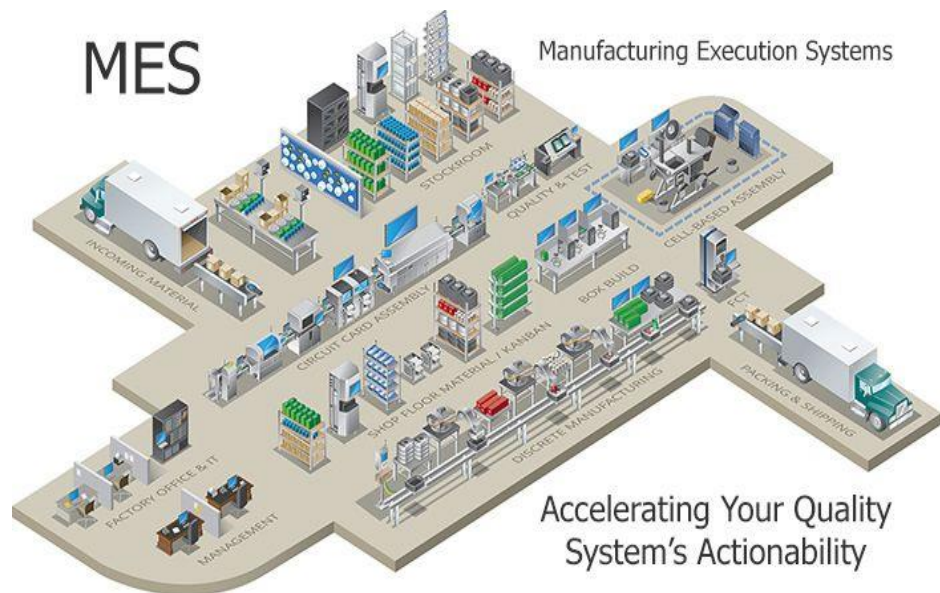 MES
Manufacturing Execution Systems
STOCKROOM
QUALITY & TEST
CELL-BASED ASSEMBLY
INCOMING MATERIAL
BOX BUILD
FCT
CIRCUIT CARD ASSEMBLY
SHOP FLOOR MATERIAL / KANBAN
PACKING & SHIPPING
DISCRETE MANUFACTURING
FACTORY OFFICE & IT
MANAGEMENT
Accelerating Your Quality
System's Actionability